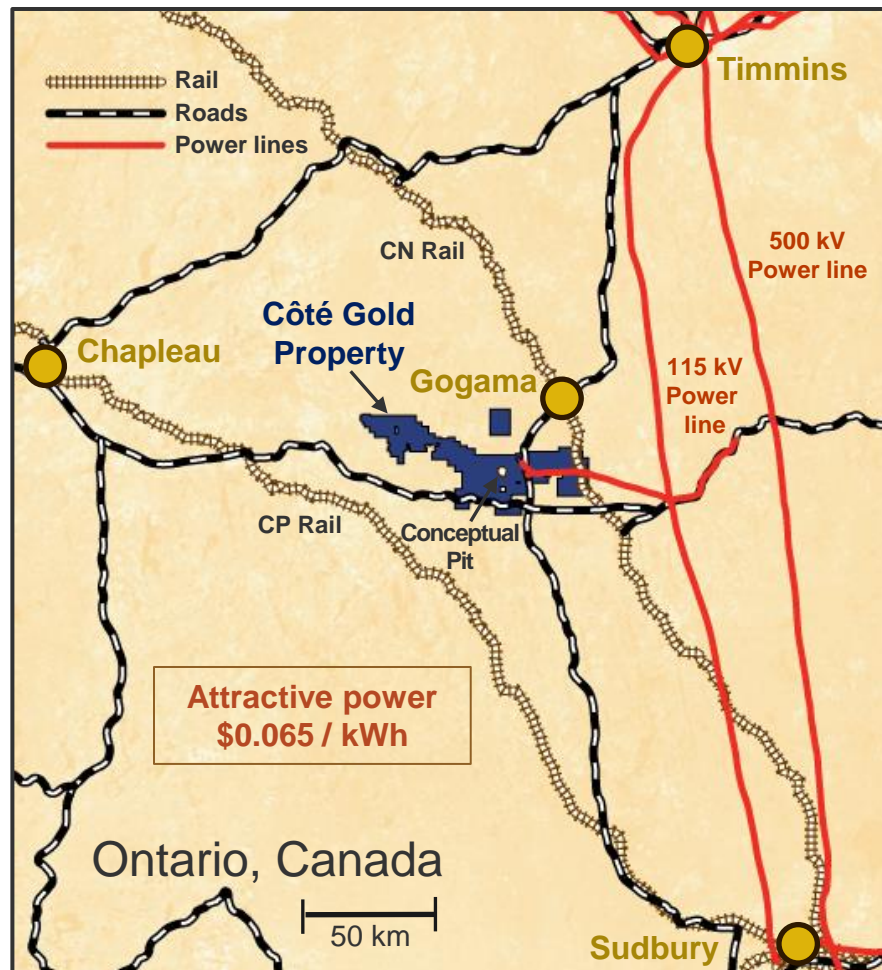 Rail
Roads
Power lines
Timmins
CN Rail
500 kV
Power line
Côté Gold
Property
Chapleau
Gogama
115 kV
Power
line
CP Rail
Conceptual
Pit
Attractive power
$0.065 / kWh
Ontario, Canada
50 km
Sudbury